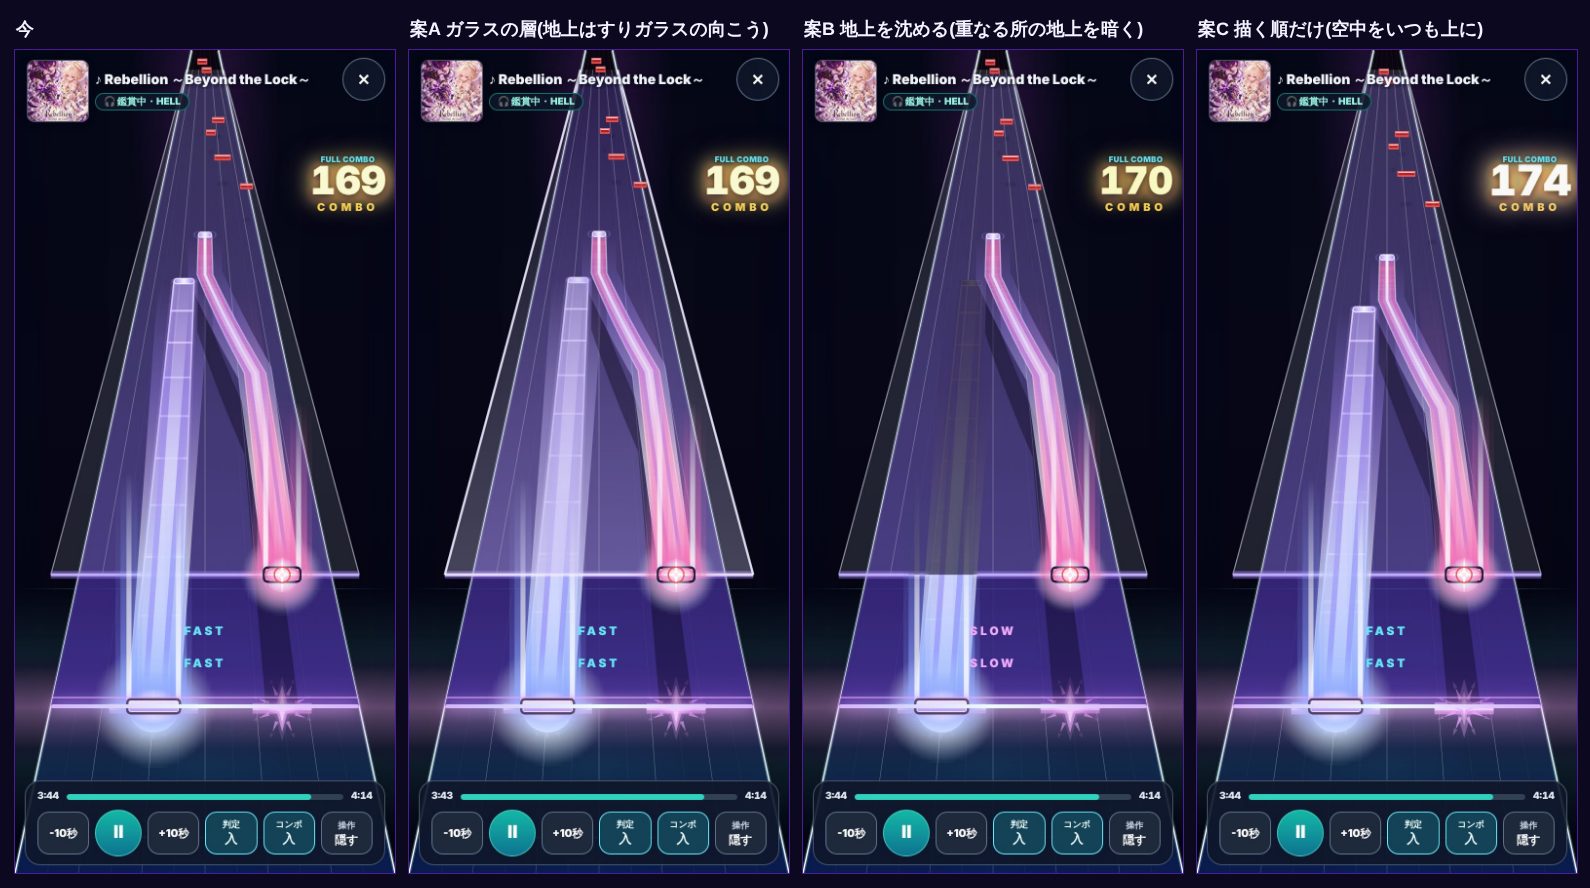 今
♪ Rebellion ～Beyond the Lock～
🎧 鑑賞中・HELL
×
FULL COMBO
169
COMBO
FAST
FAST
3:44
4:14
-10秒
+10秒
判定
入
コンボ
入
操作
隠す
案A ガラスの層(地上はすりガラスの向こう)
♪ Rebellion ～Beyond the Lock～
🎧 鑑賞中・HELL
×
FULL COMBO
169
COMBO
FAST
FAST
3:43
4:14
-10秒
+10秒
判定
入
コンボ
入
操作
隠す
案B 地上を沈める(重なる所の地上を暗く)
♪ Rebellion ～Beyond the Lock～
🎧 鑑賞中・HELL
×
FULL COMBO
170
COMBO
SLOW
SLOW
3:44
4:14
-10秒
+10秒
判定
入
コンボ
入
操作
隠す
案C 描く順だけ(空中をいつも上に)
♪ Rebellion ～Beyond the Lock～
🎧 鑑賞中・HELL
×
FULL COMBO
174
COMBO
FAST
FAST
3:44
4:14
-10秒
+10秒
判定
入
コンボ
入
操作
隠す